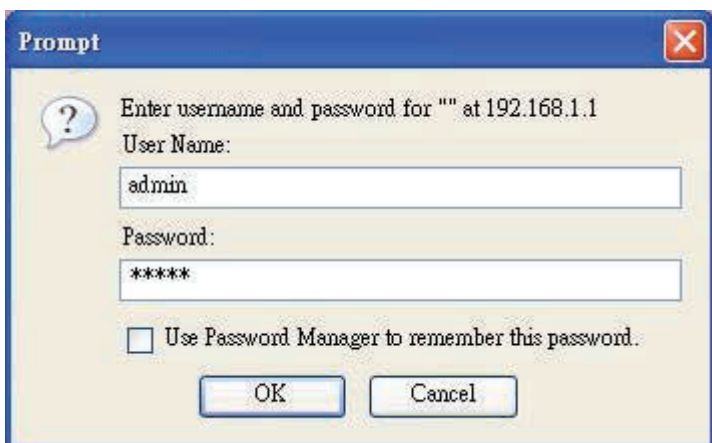 Prompt
?
Enter username and password for "" at 192.168.1.1
User Name:
admin
Password:
*****
Use Password Manager to remember this password.
OK Cancel